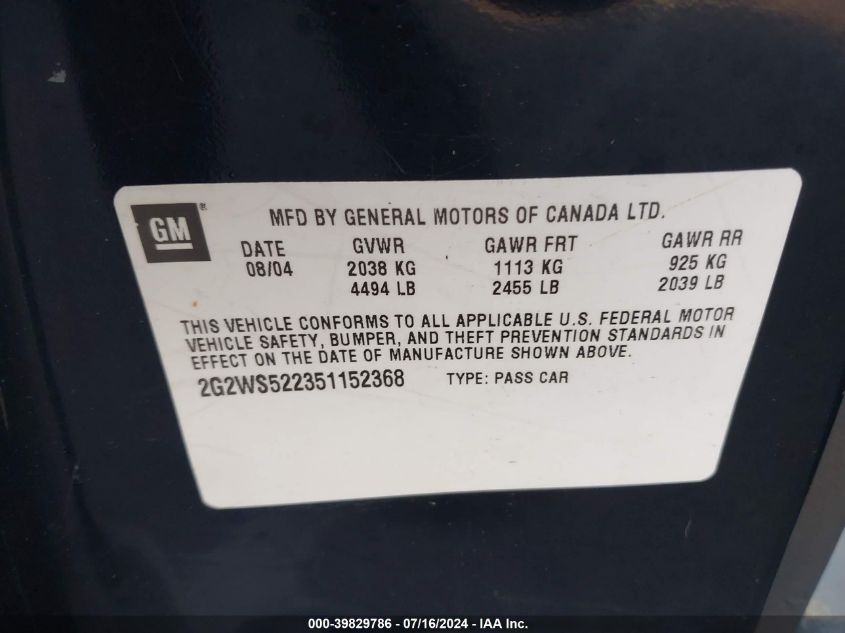 GM®
MFD BY GENERAL MOTORS OF CANADA LTD.
DATE GVWR GAWR FRT GAWR RR
08/04 2038 KG 1113 KG 925 KG
4494 LB 2455 LB 2039 LB
THIS VEHICLE CONFORMS TO ALL APPLICABLE U.S. FEDERAL MOTOR
VEHICLE SAFETY, BUMPER, AND THEFT PREVENTION STANDARDS IN
EFFECT ON THE DATE OF MANUFACTURE SHOWN ABOVE.
2G2WS522351152368 TYPE: PASS CAR
000-39829786 - 07/16/2024 - IAA Inc.